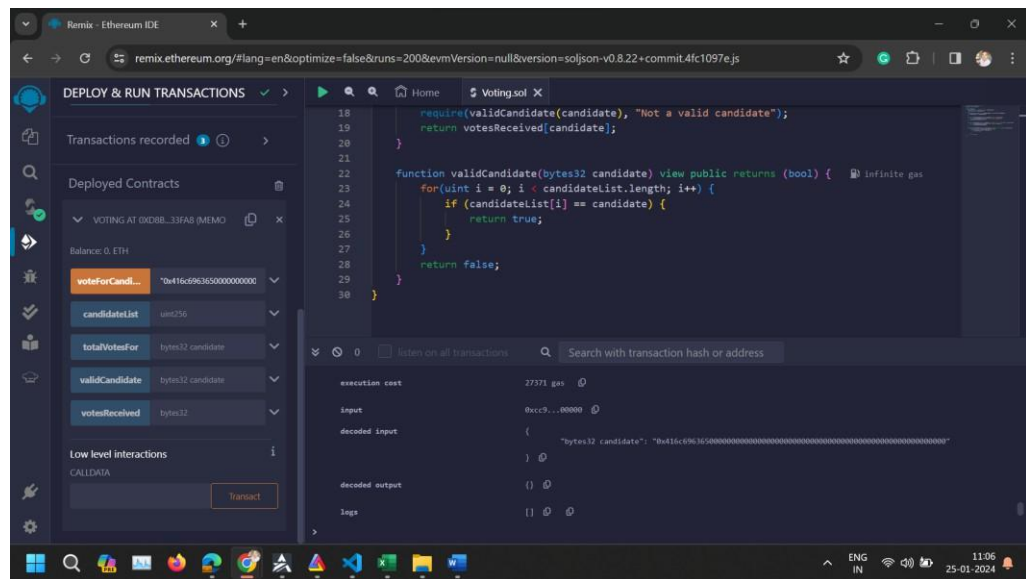 Remix - Ethereum IDE
remix.ethereum.org/#lang=en&optimize=false&runs=200&evmVersion=null&version=soljson-v0.8.22+commit.4fc1097e.js
DEPLOY & RUN TRANSACTIONS
Transactions recorded 3 i
Deployed Contracts
VOTING AT 0XD8B...33FA8 (MEMO
Balance: 0. ETH
voteForCandi... "0x416c6963650000000000
candidateList uint256
totalVotesFor bytes32 candidate
validCandidate bytes32 candidate
votesReceived bytes32
Low level interactions i
CALLDATA
Transact
Home Voting.sol
18 require(validCandidate(candidate), "Not a valid candidate");
19 return votesReceived[candidate];
20 }
21
22 function validCandidate(bytes32 candidate) view public returns (bool) { infinite gas
23 for(uint i = 0; i < candidateList.length; i++) {
24 if (candidateList[i] == candidate) {
25 return true;
26 }
27 }
28 return false;
29 }
30 }
0 listen on all transactions Search with transaction hash or address
execution cost 27371 gas
input 0xcc9...00000
decoded input {
"bytes32 candidate": "0x416c696365000000000000000000000000000000000000000000000000000000"
}
decoded output {}
logs []
>
ENG
IN
11:06
25-01-2024